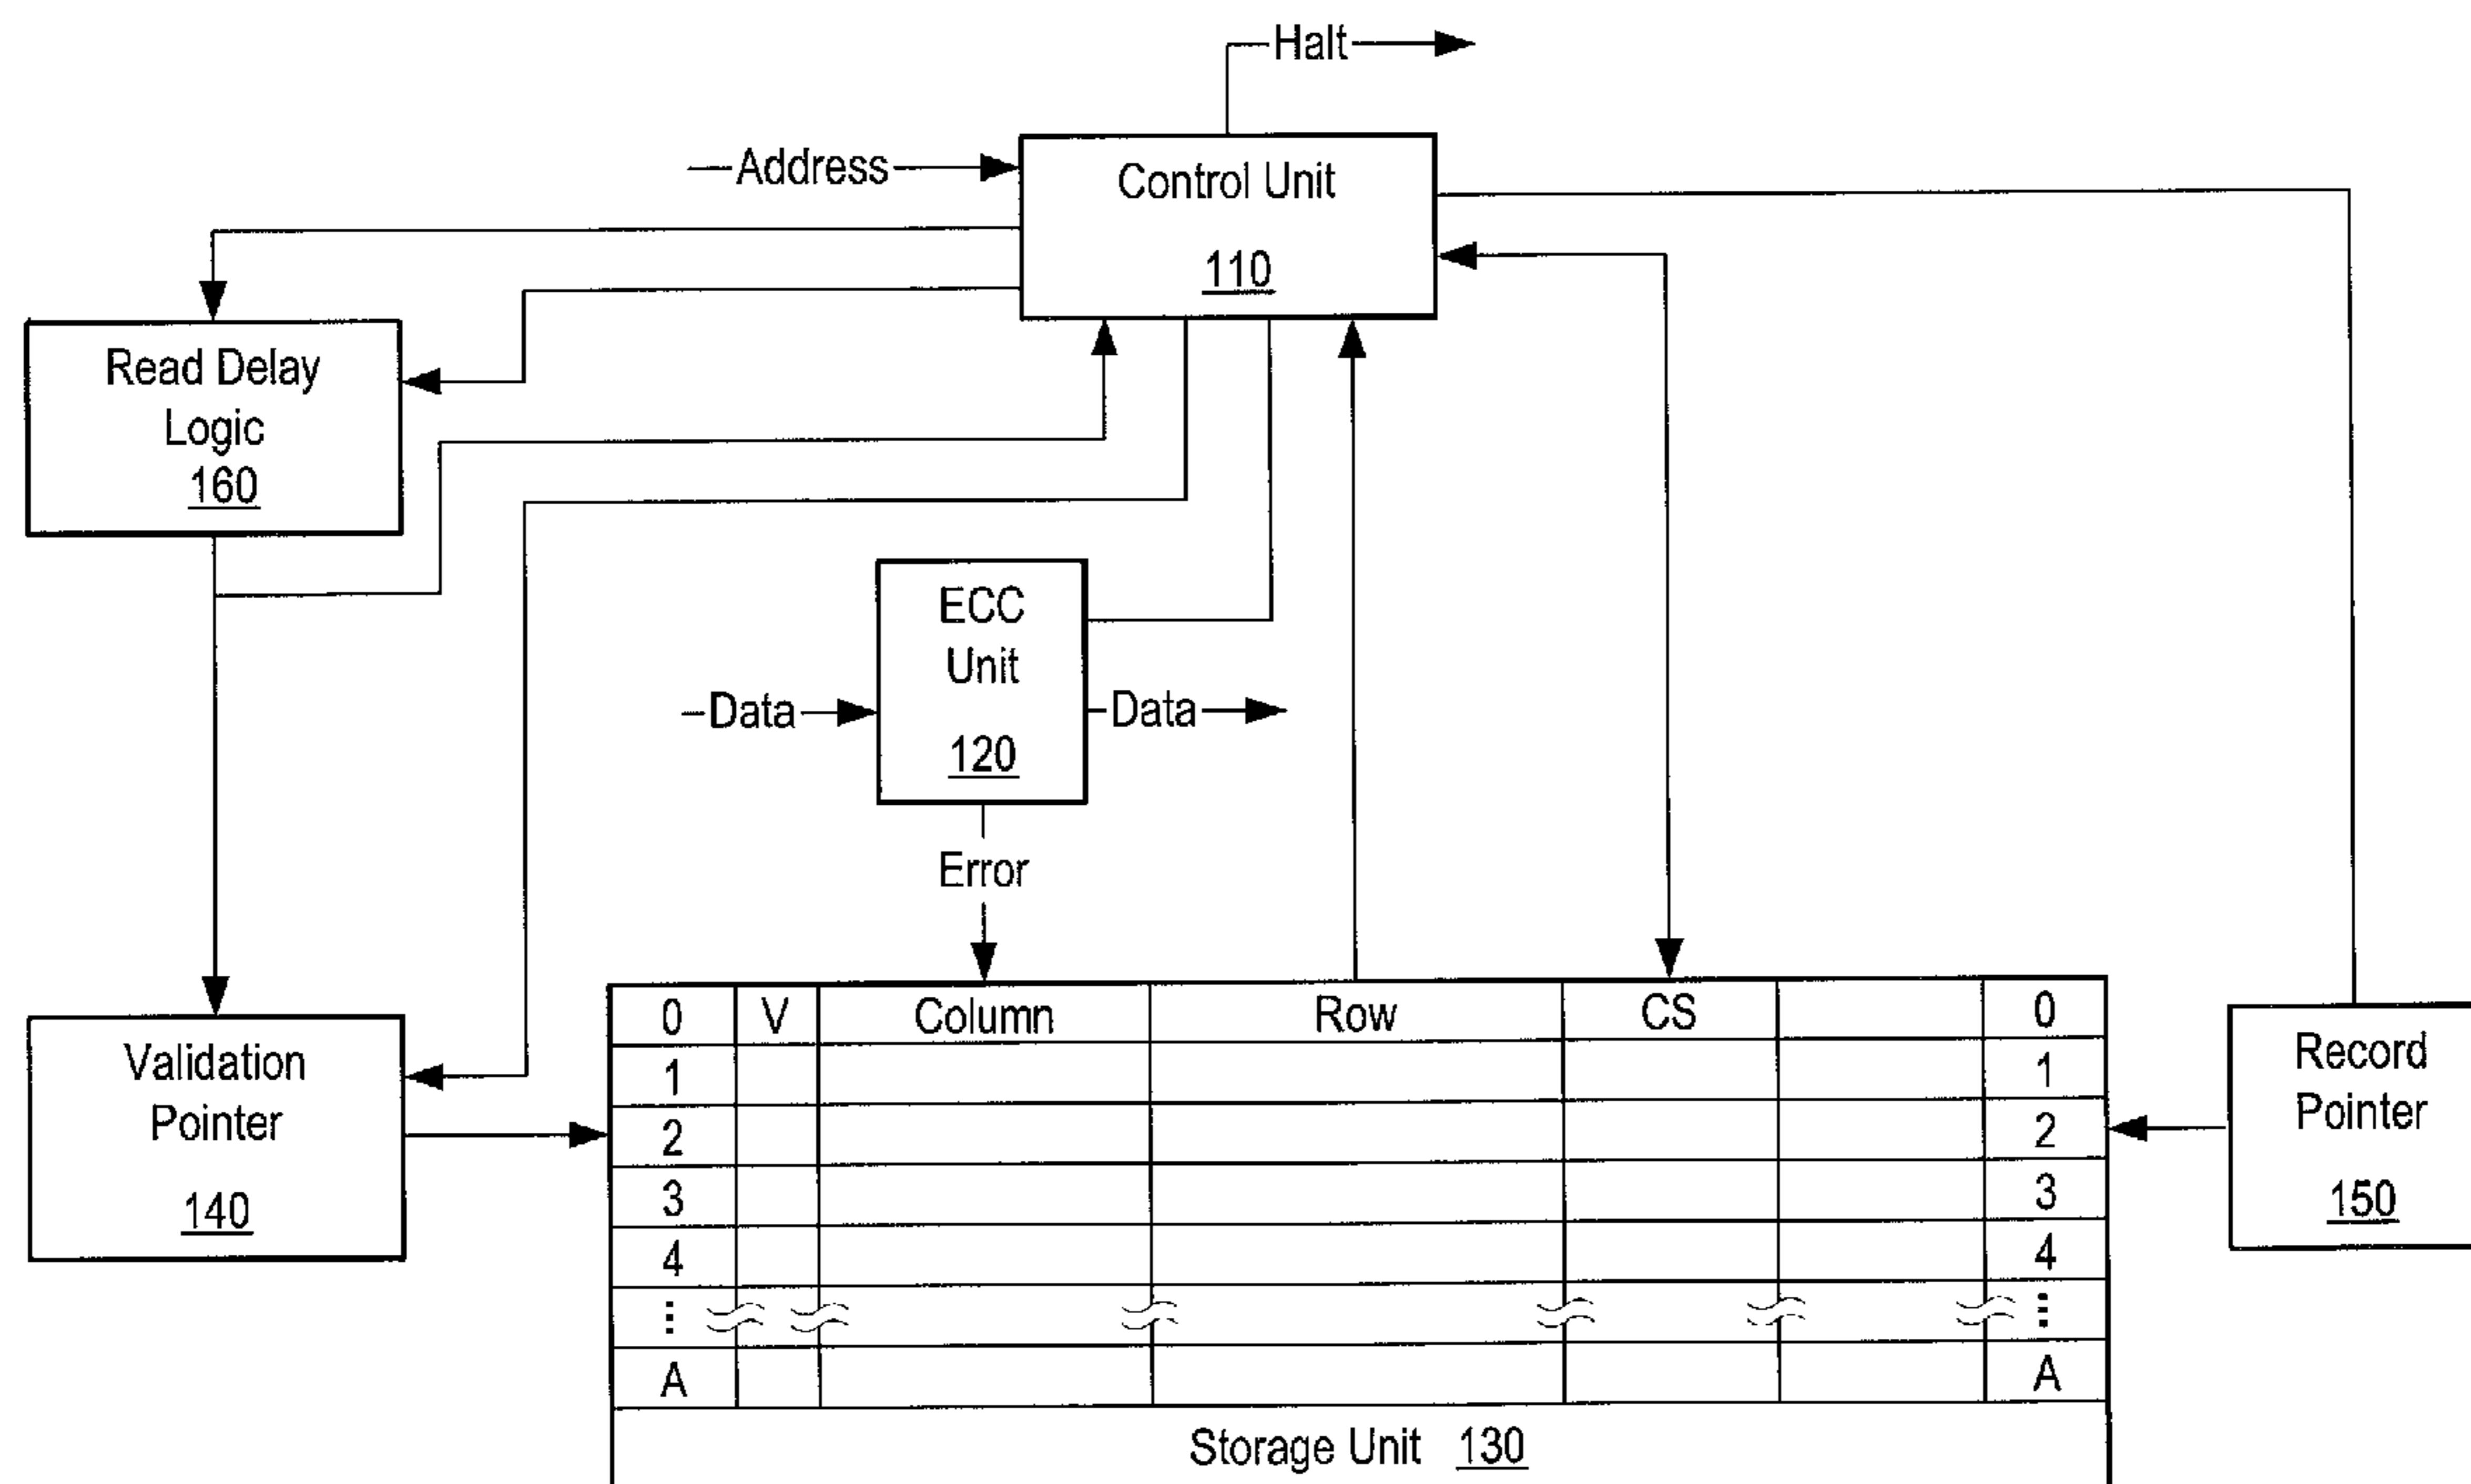 Halt
Address
Control Unit
110
Read Delay
Logic
160
ECC
Unit
120
Data
Data
Error
Validation
Pointer
140
0 V Column Row CS 0
1 1
2 2
3 3
4 4
⋮ ⋮
A A
Storage Unit 130
Record
Pointer
150